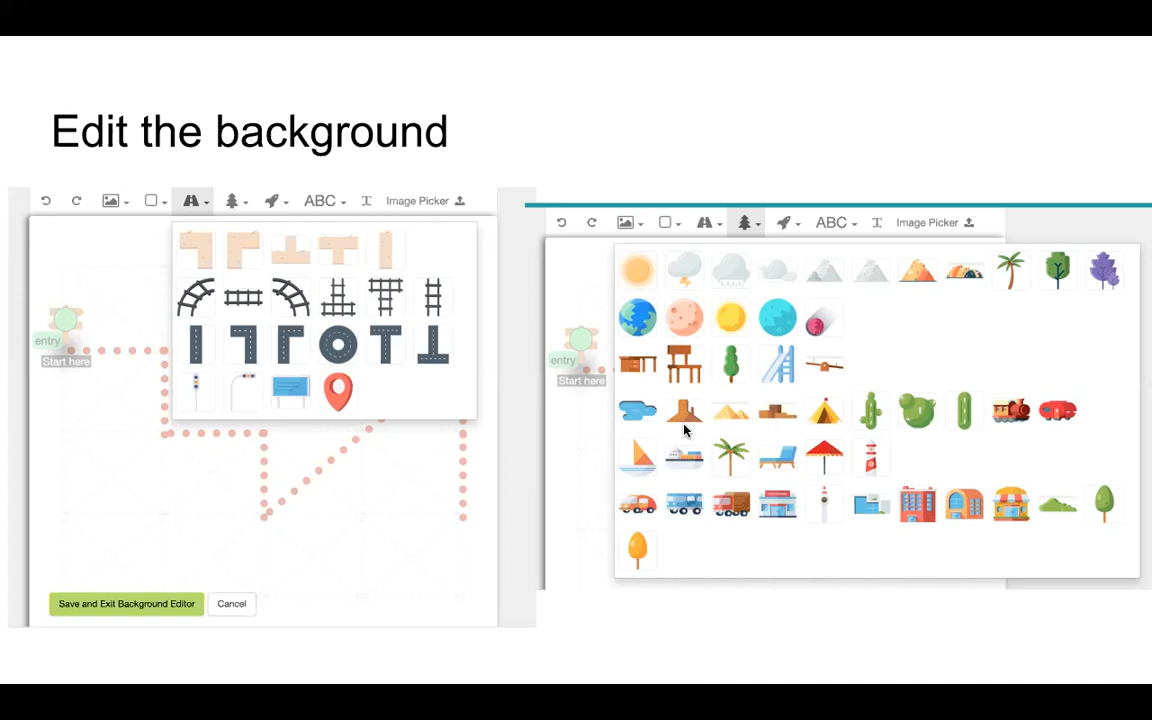 Edit the background
ABC T Image Picker
entry
Start here
Save and Exit Background Editor Cancel
ABC T Image Picker
entry
Start here